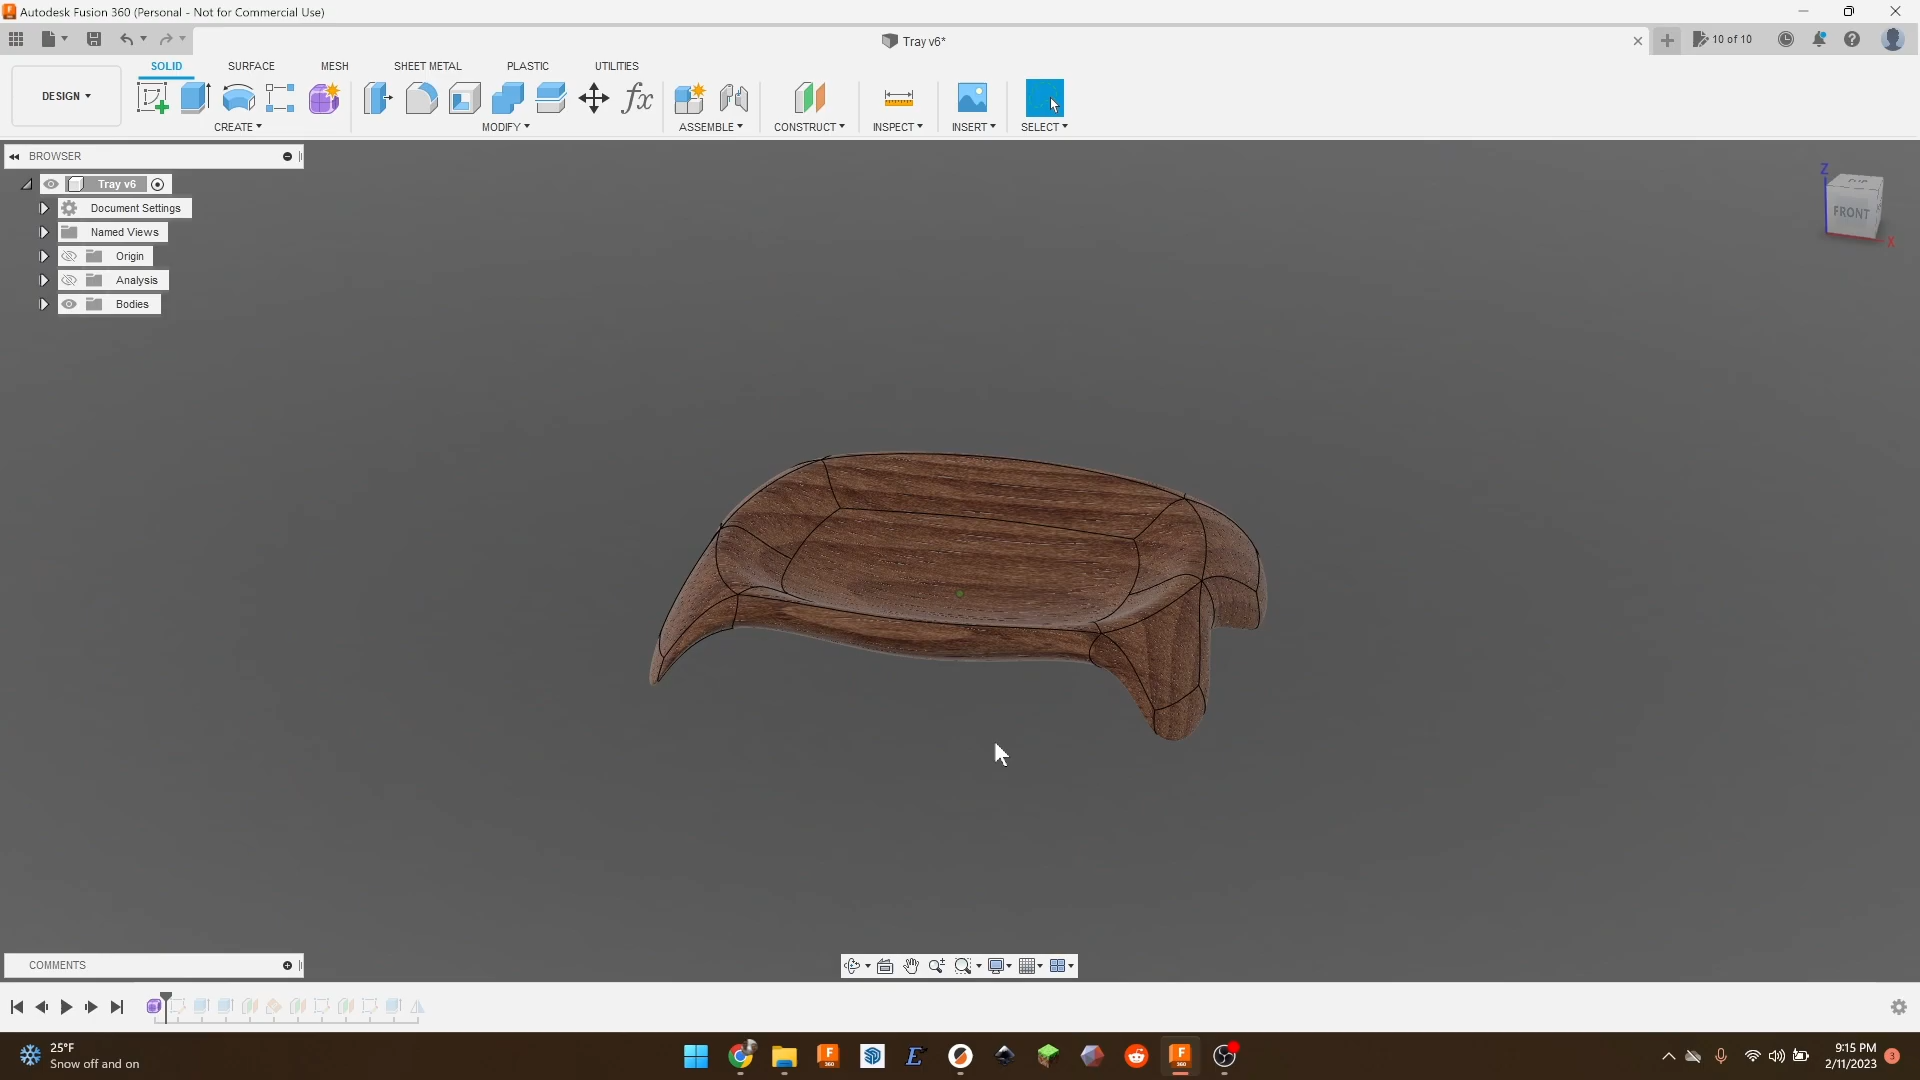 Autodesk Fusion 360 (Personal - Not for Commercial Use)
Tray v6*
10 of 10
DESIGN
SOLID
SURFACE
MESH
SHEET METAL
PLASTIC
UTILITIES
fx
CREATE
MODIFY
ASSEMBLE
CONSTRUCT
INSPECT
INSERT
SELECT
BROWSER
Tray v6
Document Settings
Named Views
Origin
Analysis
Bodies
Z
FRONT
X
COMMENTS
25°F
Snow off and on
9:15 PM
2/11/2023
3